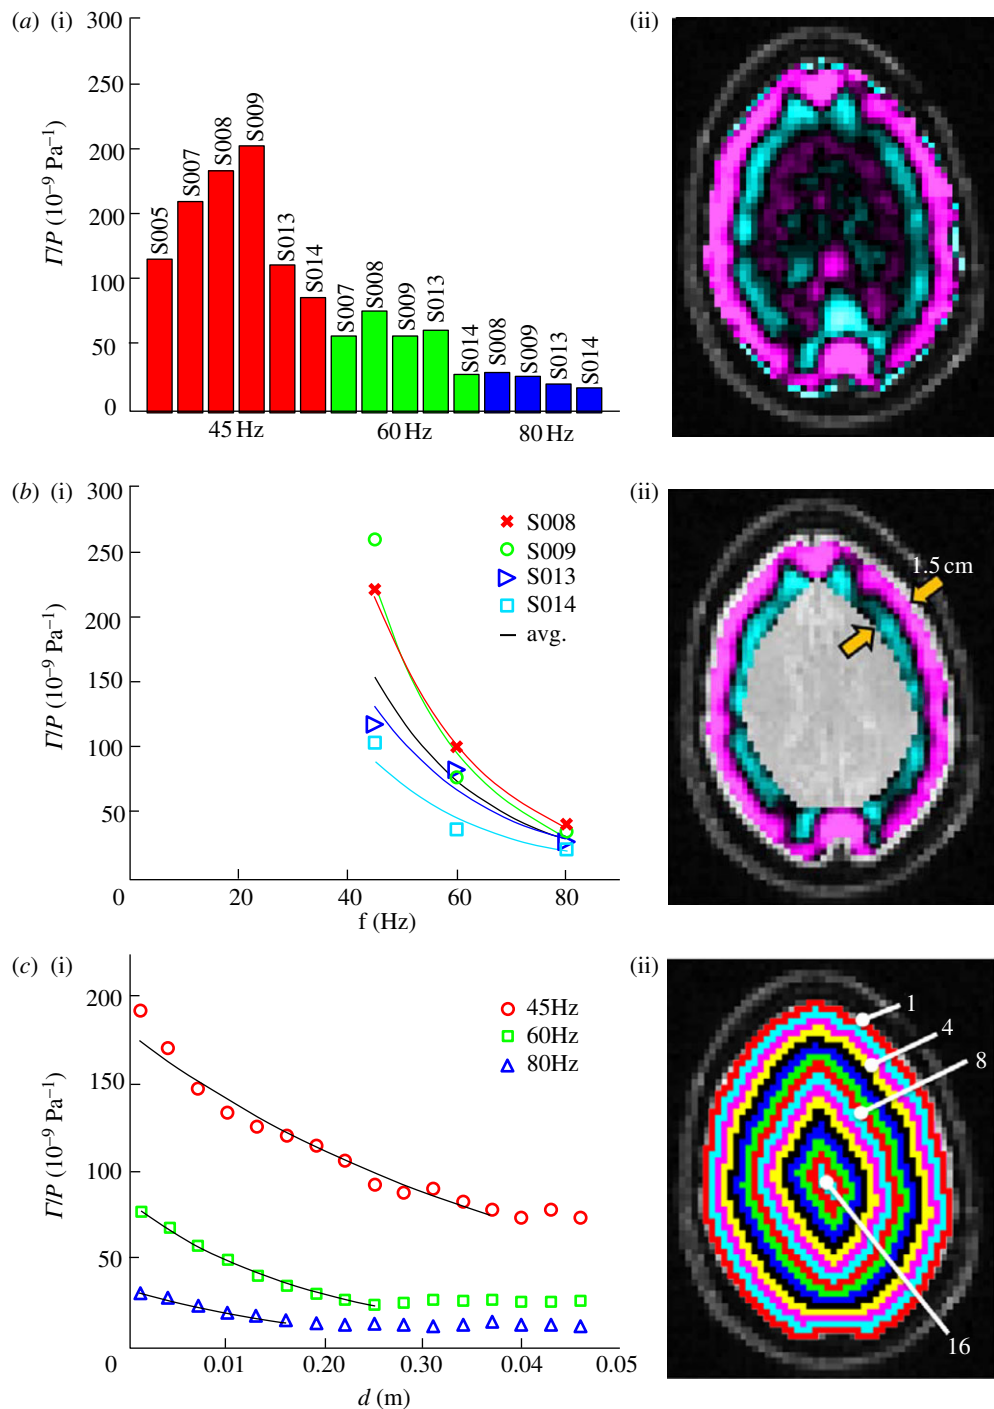 (a) (i)
(ii)
300
250
200
200
100
50
0
Γ/P (10⁻⁹ Pa⁻¹)
S005
S007
S008
S009
S013
S014
S007
S008
S009
S013
S014
S008
S009
S013
S014
45 Hz
60 Hz
80 Hz
(b) (i)
(ii)
300
250
200
150
100
50
0
Γ/P (10⁻⁹ Pa⁻¹)
S008
S009
S013
S014
avg.
20
40
60
80
f (Hz)
1.5 cm
(c) (i)
(ii)
200
150
100
50
0
Γ/P (10⁻⁹ Pa⁻¹)
45Hz
60Hz
80Hz
0.01
0.20
0.30
0.04
0.05
d (m)
1
4
8
16